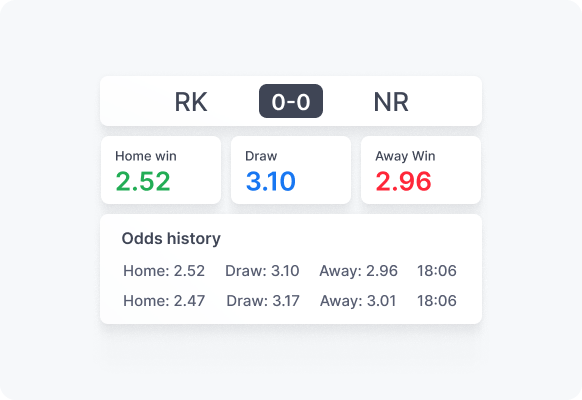 RK 0-0 NR
Home win Draw Away Win
2.52 3.10 2.96
Odds history
Home: 2.52 Draw: 3.10 Away: 2.96 18:06
Home: 2.47 Draw: 3.17 Away: 3.01 18:06